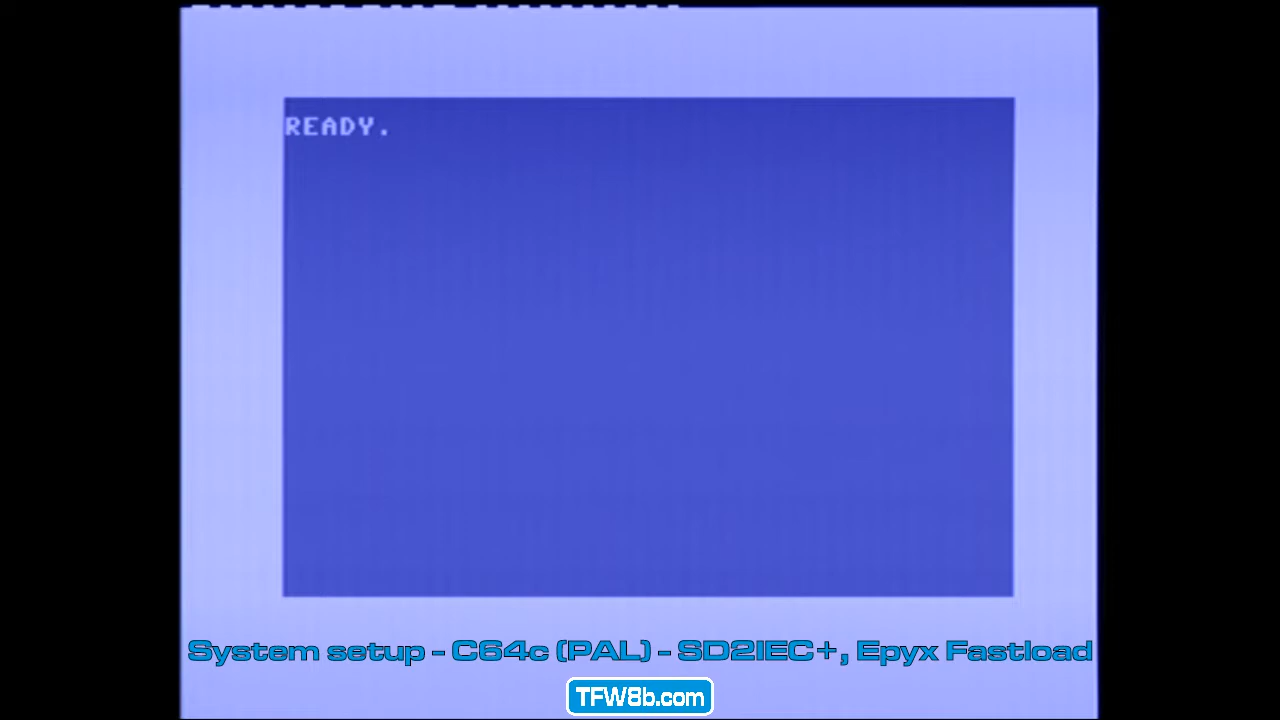 READY.
System setup - C64c (PAL) - SD2IEC+, Epyx Fastload
TFW8b.com